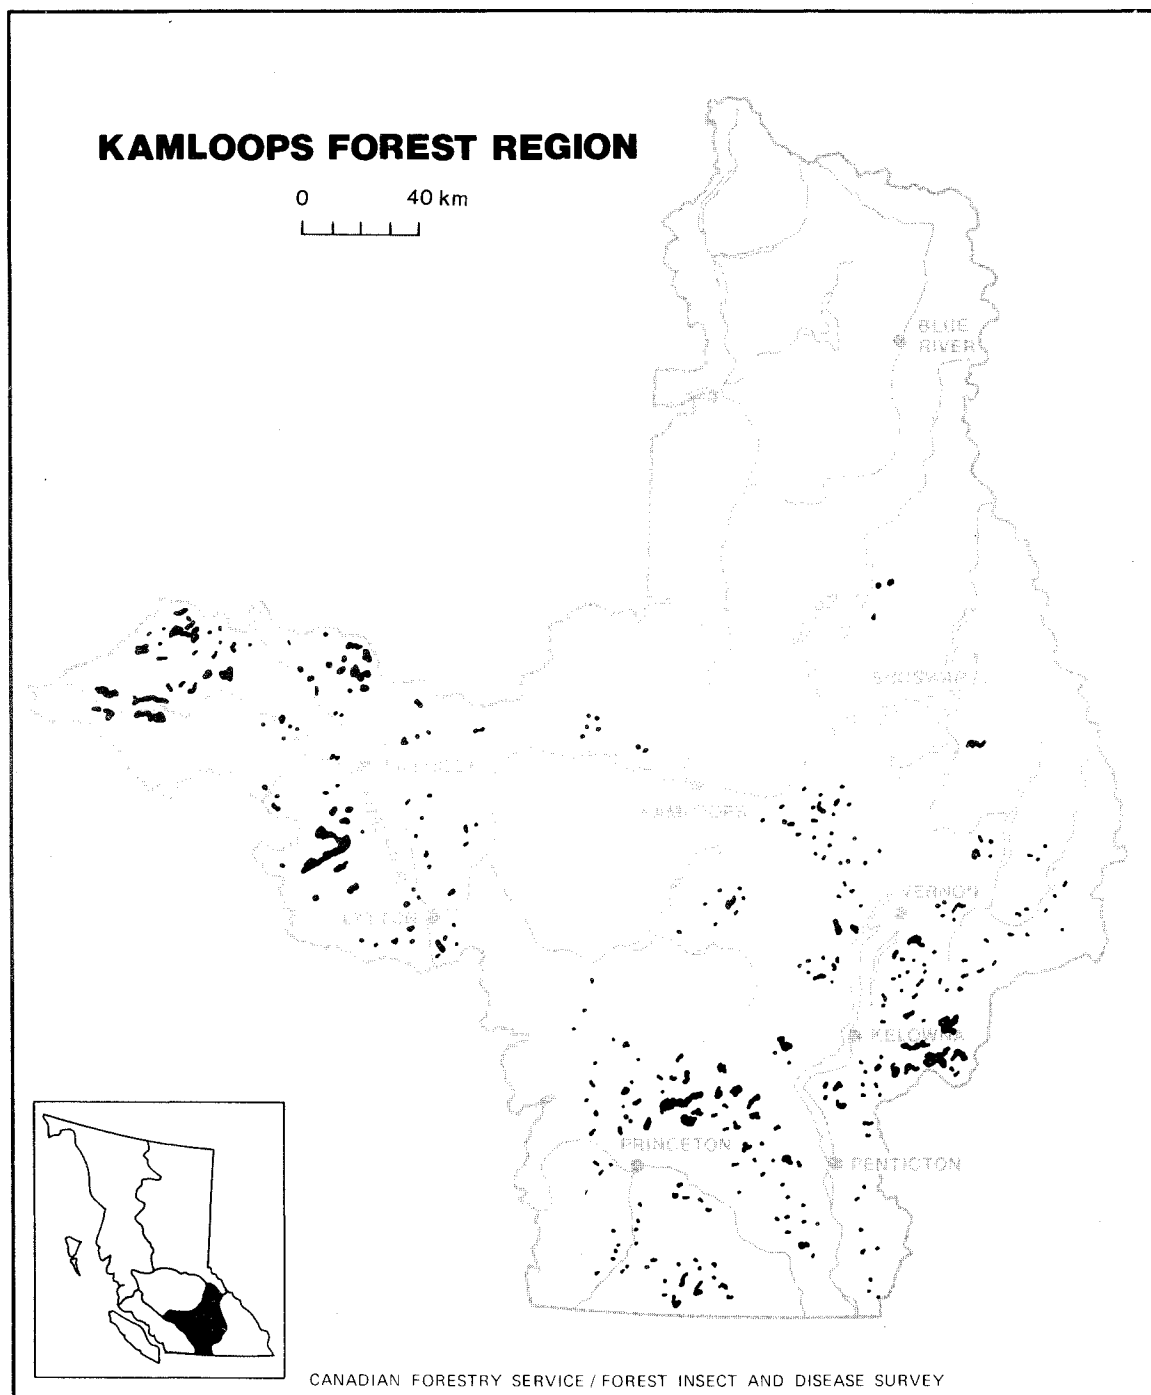 KAMLOOPS FOREST REGION
0 40 km
BLUE
RIVER
SHUSWAP L.
KAMLOOPS
VERNON
LYTTON
KELOWNA
PRINCETON
PENTICTON
CANADIAN FORESTRY SERVICE / FOREST INSECT AND DISEASE SURVEY